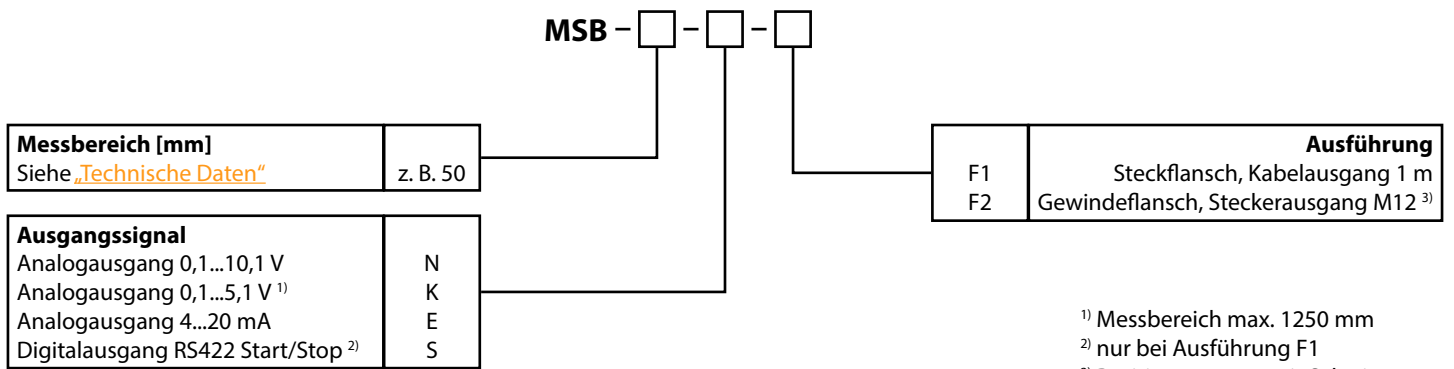 MSB – –  –
Messbereich [mm]
Siehe „Technische Daten“ z. B. 50
Ausgangssignal
Analogausgang 0,1...10,1 V N
Analogausgang 0,1...5,1 V ¹⁾ K
Analogausgang 4...20 mA E
Digitalausgang RS422 Start/Stop ²⁾ S
Ausführung
F1 Steckflansch, Kabelausgang 1 m
F2 Gewindeflansch, Steckerausgang M12 ³⁾
¹⁾ Messbereich max. 1250 mm
²⁾ nur bei Ausführung F1